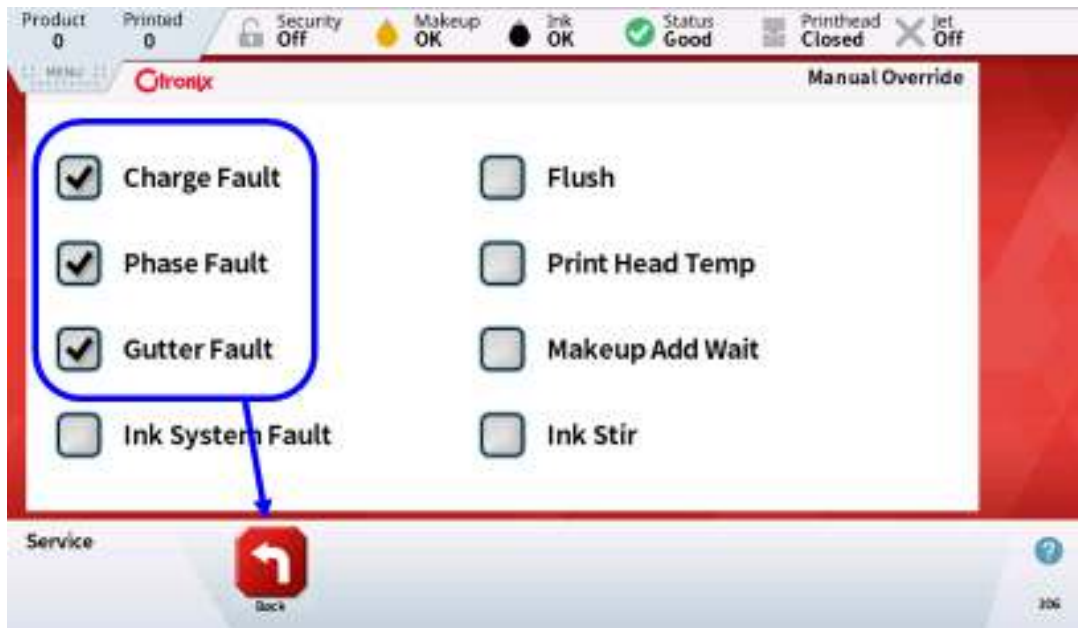 Product 0
Printed 0
Security Off
Makeup OK
Ink OK
Status Good
Printhead Closed
Jet Off
MENU
Citronix
Manual Override
Charge Fault
Flush
Phase Fault
Print Head Temp
Gutter Fault
Makeup Add Wait
Ink System Fault
Ink Stir
Service
Back
?
306